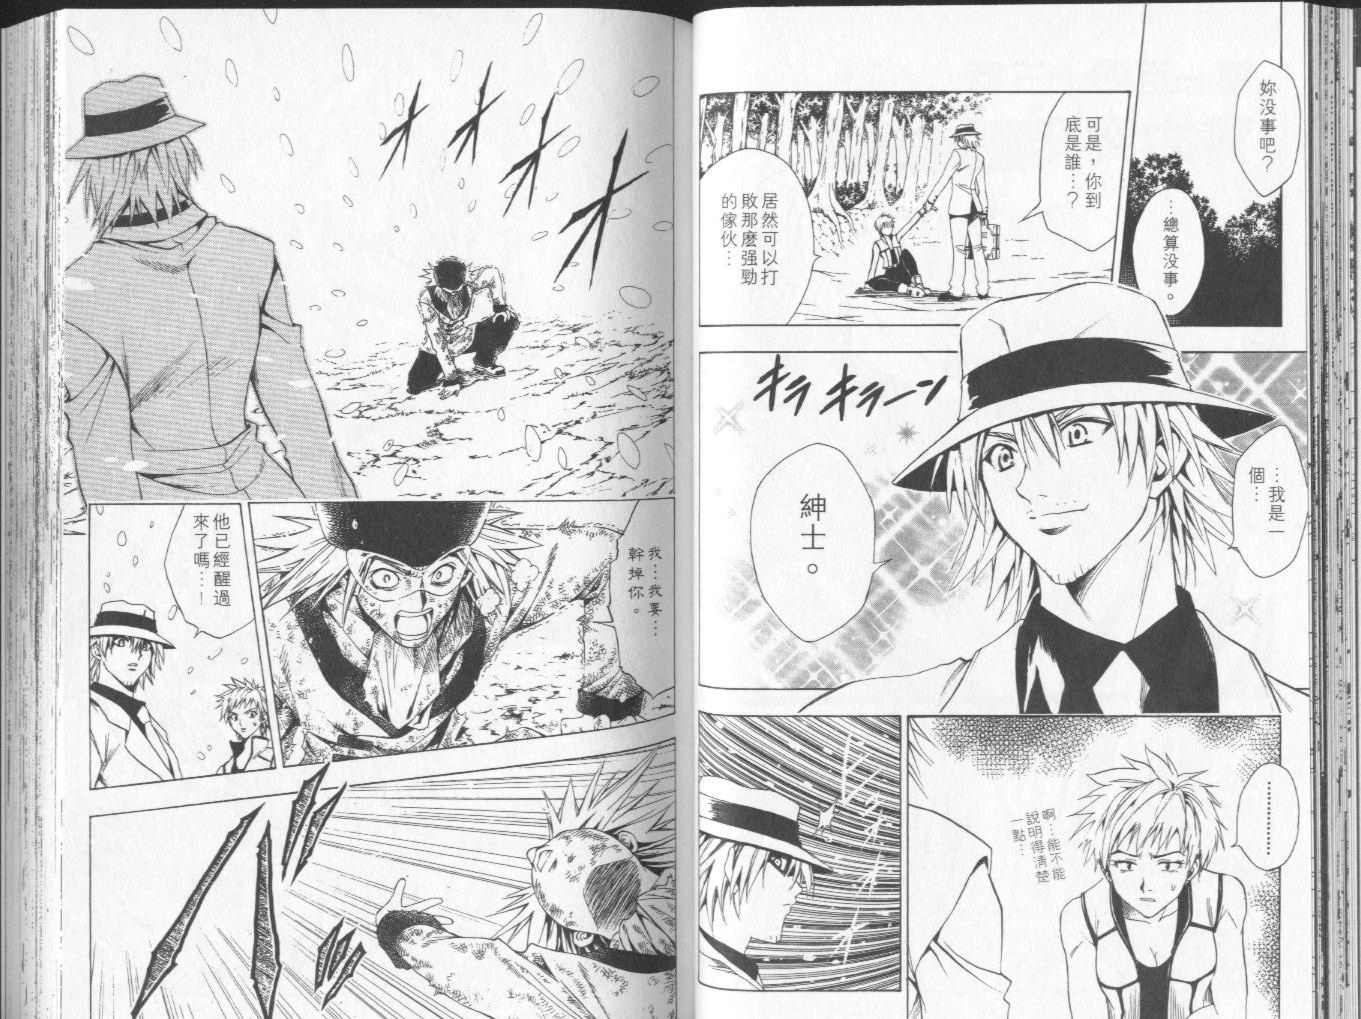 妳没事吧？
…總算没事。
可是，你到
底是誰…？
居然可以打
敗那麼强勁
的傢伙…
キラ
キラーン
…我是一
個…
紳士。
…………
啊…能不能
說明得清楚
一點…
オ
オ
オ
オ
我…我要…
幹掉你。
他已經醒過
來了嗎…！